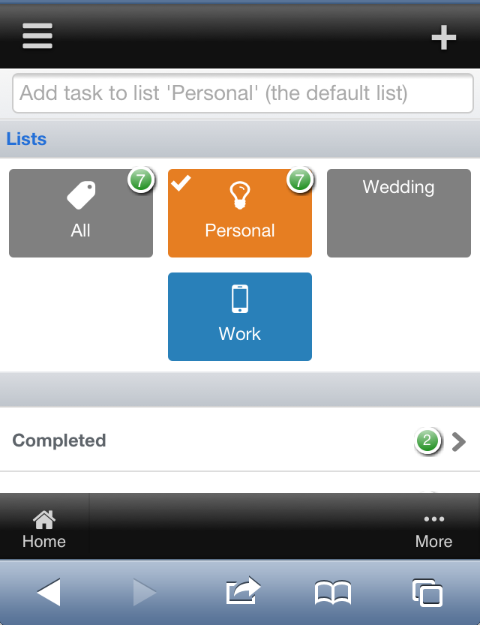 Add task to list 'Personal' (the default list)
Lists
7
All
7
Personal
Wedding
Work
Completed
2
Home
More